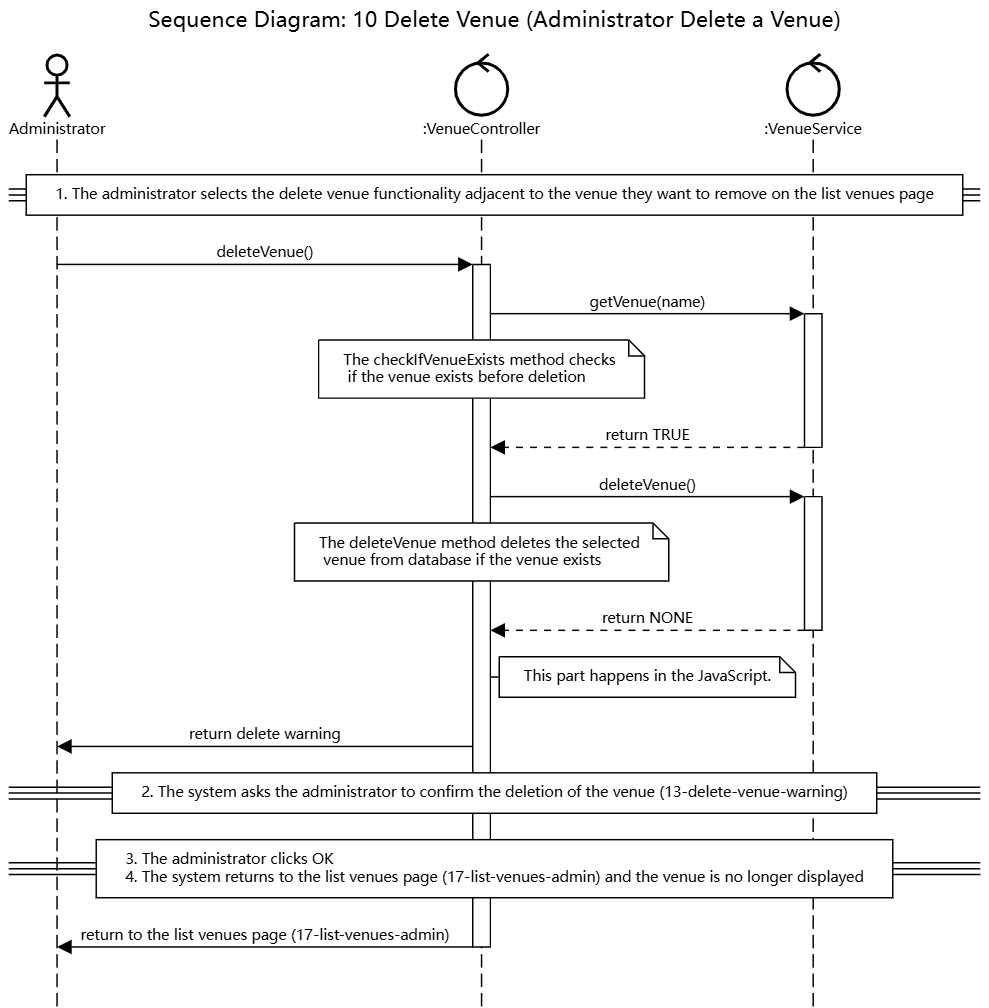 Sequence Diagram: 10 Delete Venue (Administrator Delete a Venue)
Administrator
:VenueController
:VenueService
1. The administrator selects the delete venue functionality adjacent to the venue they want to remove on the list venues page
deleteVenue()
getVenue(name)
The checkIfVenueExists method checks
if the venue exists before deletion
return TRUE
deleteVenue()
The deleteVenue method deletes the selected
venue from database if the venue exists
return NONE
This part happens in the JavaScript.
return delete warning
2. The system asks the administrator to confirm the deletion of the venue (13-delete-venue-warning)
3. The administrator clicks OK
4. The system returns to the list venues page (17-list-venues-admin) and the venue is no longer displayed
return to the list venues page (17-list-venues-admin)